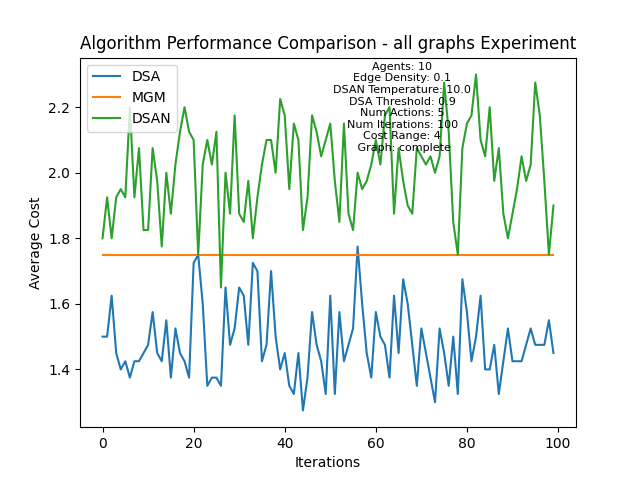 Algorithm Performance Comparison - all graphs Experiment
DSA
MGM
DSAN
Agents: 10
Edge Density: 0.1
DSAN Temperature: 10.0
DSA Threshold: 0.9
Num Actions: 5
Num Iterations: 100
Cost Range: 4
Graph: complete
Average Cost
2.2
2.0
1.8
1.6
1.4
0
20
40
60
80
100
Iterations